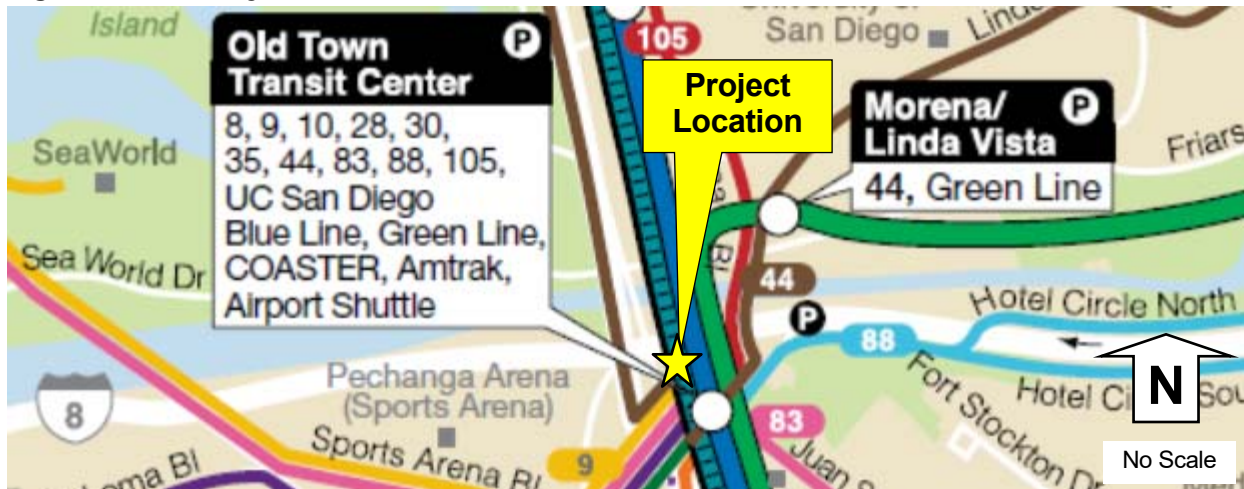 Island
Old Town
Transit Center
P
8, 9, 10, 28, 30,
35, 44, 83, 88, 105,
UC San Diego
Blue Line, Green Line,
COASTER, Amtrak,
Airport Shuttle
105
San Diego
Project
Location
Morena/
Linda Vista
P
44, Green Line
Friars
SeaWorld
Sea World Dr
Bl
44
P
88
Hotel Circle North
N
No Scale
8
Pechanga Arena
(Sports Arena)
Sports Arena Bl
9
83
Fort Stockton Dr